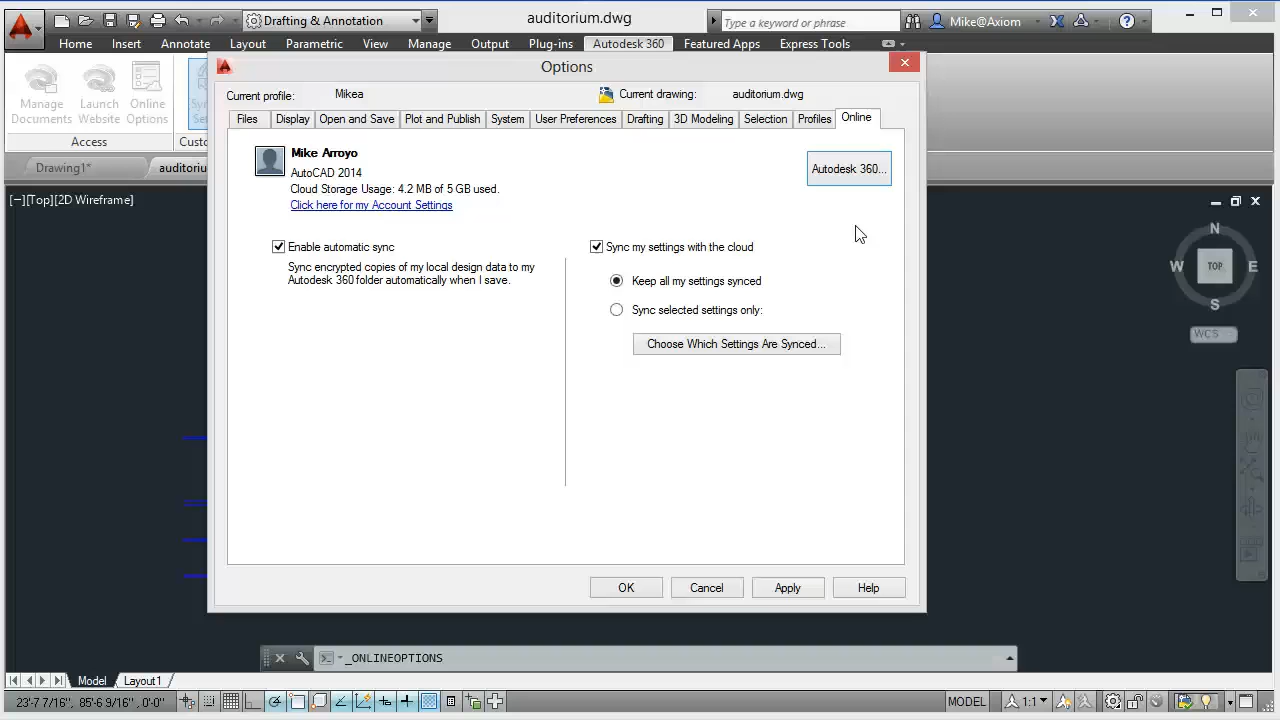 Drafting & Annotation
auditorium.dwg
Type a keyword or phrase
Mike@Axiom
Home Insert Annotate Layout Parametric View Manage Output Plug-ins Autodesk 360 Featured Apps Express Tools
Options
Manage Documents
Launch Website
Online Options
Access
Current profile: Mikea
Current drawing: auditorium.dwg
Files Display Open and Save Plot and Publish System User Preferences Drafting 3D Modeling Selection Profiles Online
Drawing1*
Mike Arroyo
AutoCAD 2014
Cloud Storage Usage: 4.2 MB of 5 GB used.
Click here for my Account Settings
Autodesk 360...
[−][Top][2D Wireframe]
Enable automatic sync
Sync encrypted copies of my local design data to my
Autodesk 360 folder automatically when I save.
Sync my settings with the cloud
Keep all my settings synced
Sync selected settings only:
Choose Which Settings Are Synced...
N
W TOP E
S
WCS
OK Cancel Apply Help
_ONLINEOPTIONS
Model Layout1
23'-7 7/16", 85'-6 9/16", 0'-0" MODEL 1:1